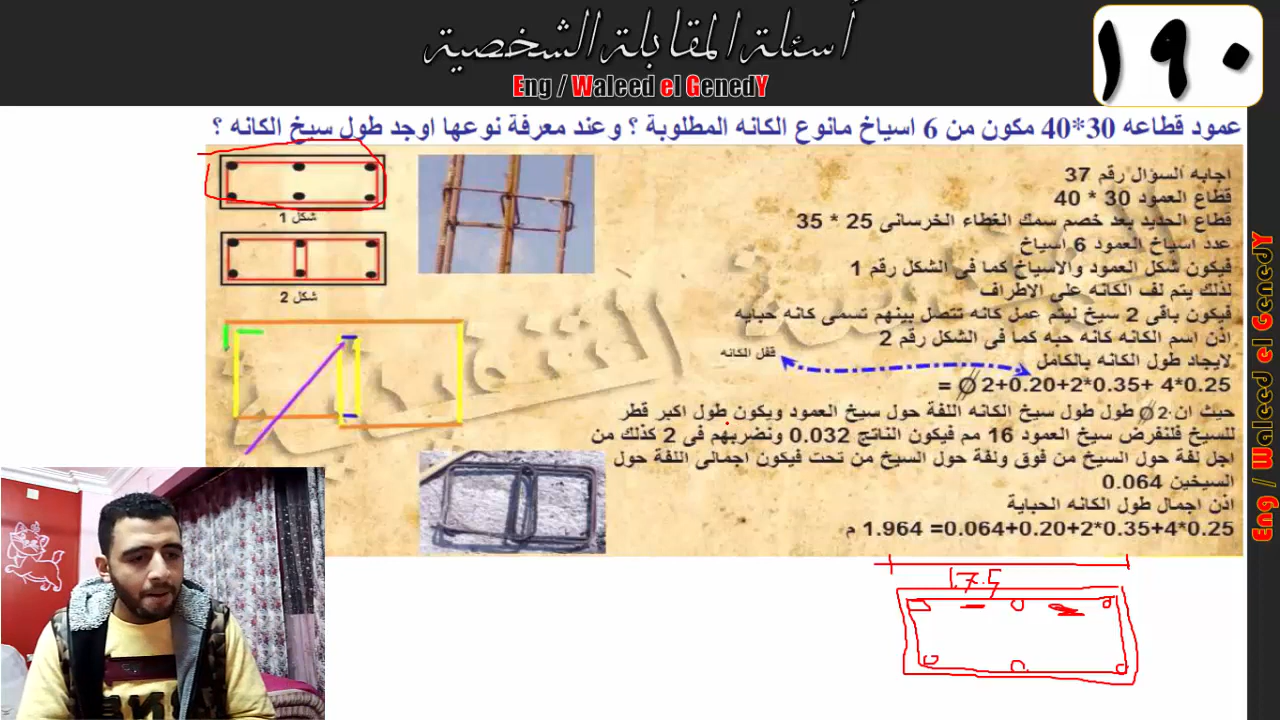 أسئلة المقابلة الشخصية
Eng / Waleed el GenedY
١٩٠
عمود قطاعه 30*40 مكون من 6 اسياخ مانوع الكانه المطلوبة ؟ وعند معرفة نوعها اوجد طول سيخ الكانه ؟
اجابه السؤال رقم 37
قطاع العمود 30 * 40
قطاع الحديد بعد خصم سمك الغطاء الخرسانى 25 * 35
عدد اسياخ العمود 6 اسياخ
فيكون شكل العمود والاسياخ كما فى الشكل رقم 1
لذلك يتم لف الكانه على الاطراف
فيكون باقى 2 سيخ ليتم عمل كانه تتصل بينهم تسمى كانه حبايه
اذن اسم الكانه كانه حبه كما فى الشكل رقم 2
لايجاد طول الكانه بالكامل
قفل الكانه
= ∅ 2+0.20+2*0.35+ 4*0.25
حيث ان 2∅ طول طول سيخ الكانه اللفة حول سيخ العمود ويكون طول اكبر قطر
للسيخ فلنفرض سيخ العمود 16 مم فيكون الناتج 0.032 ونضربهم فى 2 كذلك من
اجل لفة حول السيخ من فوق ولفة حول السيخ من تحت فيكون اجمالى اللفة حول
السيخين 0.064
اذن اجمال طول الكانه الحباية
0.25*4+0.35*2+0.20+0.064= 1.964 م
شكل 1
شكل 2
17.5
Eng / Waleed el GenedY